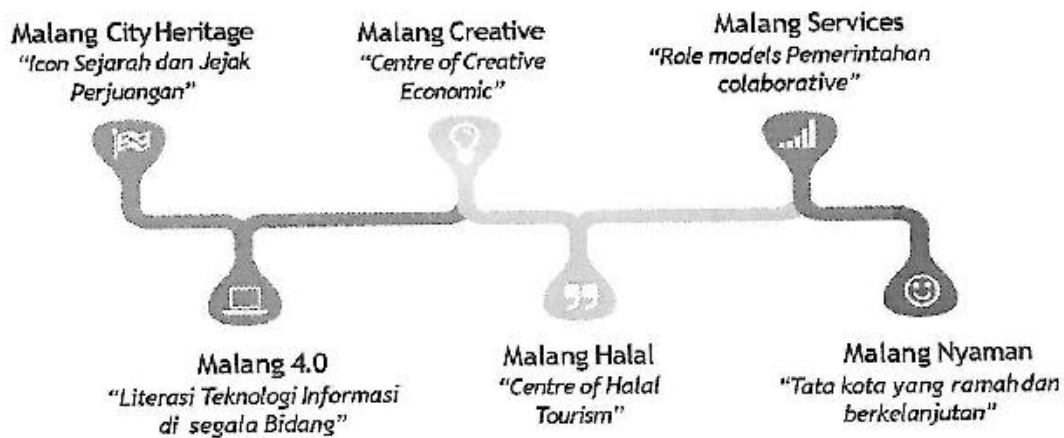 Malang City Heritage
"Icon Sejarah dan Jejak
Perjuangan"
Malang Creative
"Centre of Creative
Economic"
Malang Services
"Role models Pemerintahan
colaborative"
Malang 4.0
"Literasi Teknologi Informasi
di segala Bidang"
Malang Halal
"Centre of Halal
Tourism"
Malang Nyaman
"Tata kota yang ramah dan
berkelanjutan"